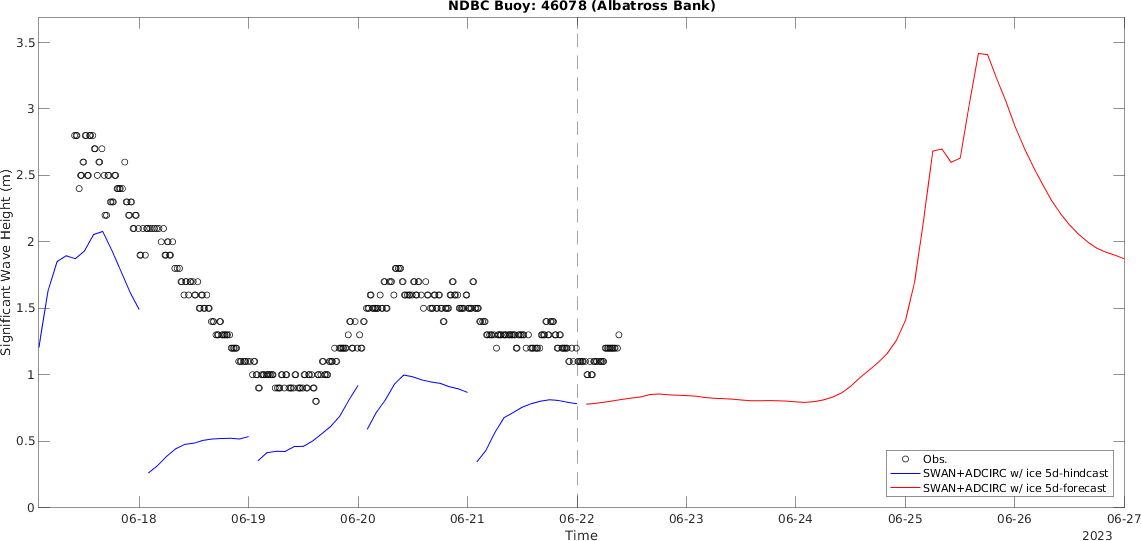 NDBC Buoy: 46078 (Albatross Bank)
Significant Wave Height (m)
3.5
3
2.5
2
1.5
1
0.5
0
Obs.
SWAN+ADCIRC w/ ice 5d-hindcast
SWAN+ADCIRC w/ ice 5d-forecast
06-18 06-19 06-20 06-21 06-22 06-23 06-24 06-25 06-26 06-27
Time
2023